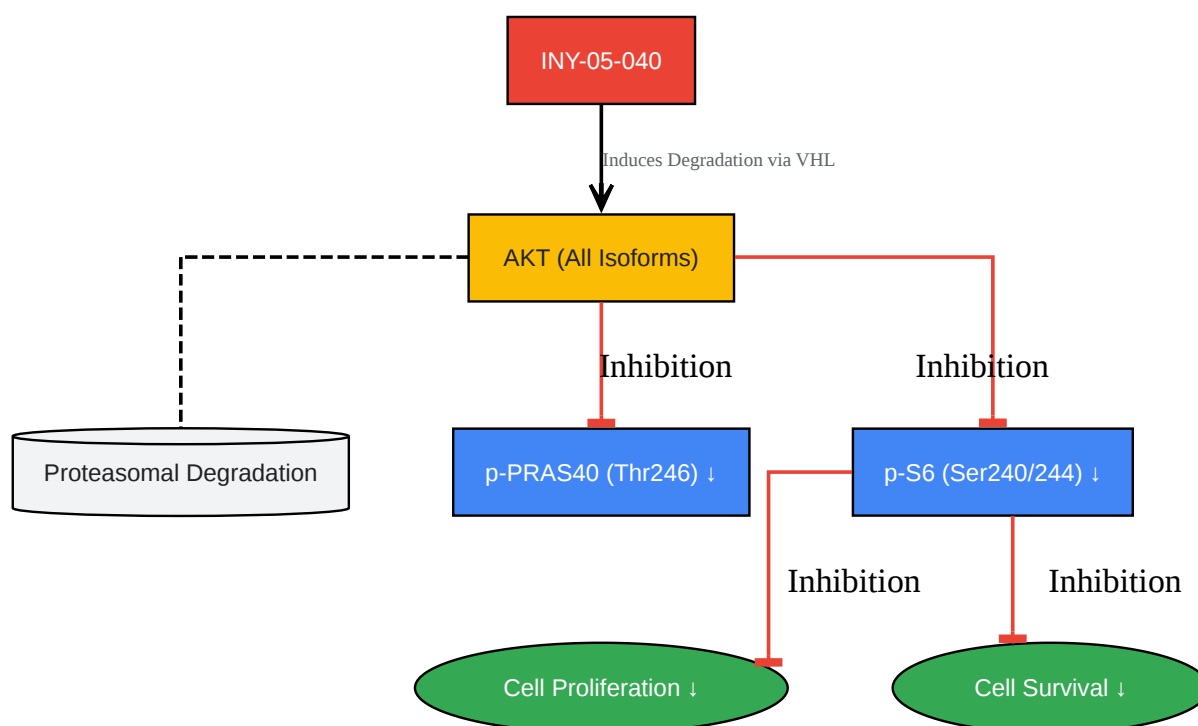 INY-05-040
Induces Degradation via VHL
AKT (All Isoforms)
Inhibition
Inhibition
Proteasomal Degradation
p-PRAS40 (Thr246) ↓
p-S6 (Ser240/244) ↓
Inhibition
Inhibition
Cell Proliferation ↓
Cell Survival ↓